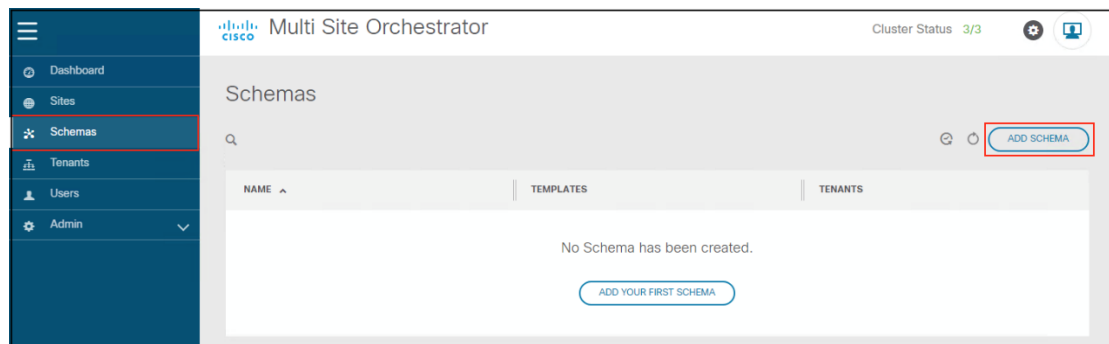 CISCO Multi Site Orchestrator
Cluster Status 3/3
Dashboard
Sites
Schemas
Tenants
Users
Admin
Schemas
ADD SCHEMA
NAME TEMPLATES TENANTS
No Schema has been created.
ADD YOUR FIRST SCHEMA